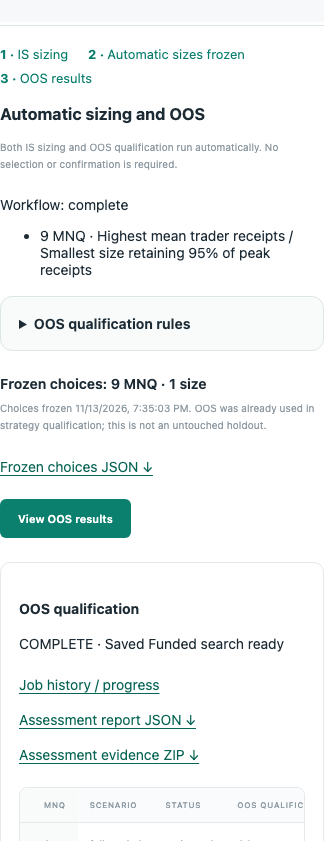 1 · IS sizing 2 · Automatic sizes frozen
3 · OOS results
Automatic sizing and OOS
Both IS sizing and OOS qualification run automatically. No
selection or confirmation is required.
Workflow: complete
• 9 MNQ · Highest mean trader receipts /
Smallest size retaining 95% of peak
receipts
▶ OOS qualification rules
Frozen choices: 9 MNQ · 1 size
Choices frozen 11/13/2026, 7:35:03 PM. OOS was already used in
strategy qualification; this is not an untouched holdout.
Frozen choices JSON ↓
View OOS results
OOS qualification
COMPLETE · Saved Funded search ready
Job history / progress
Assessment report JSON ↓
Assessment evidence ZIP ↓
MNQ SCENARIO STATUS OOS QUALIFIC